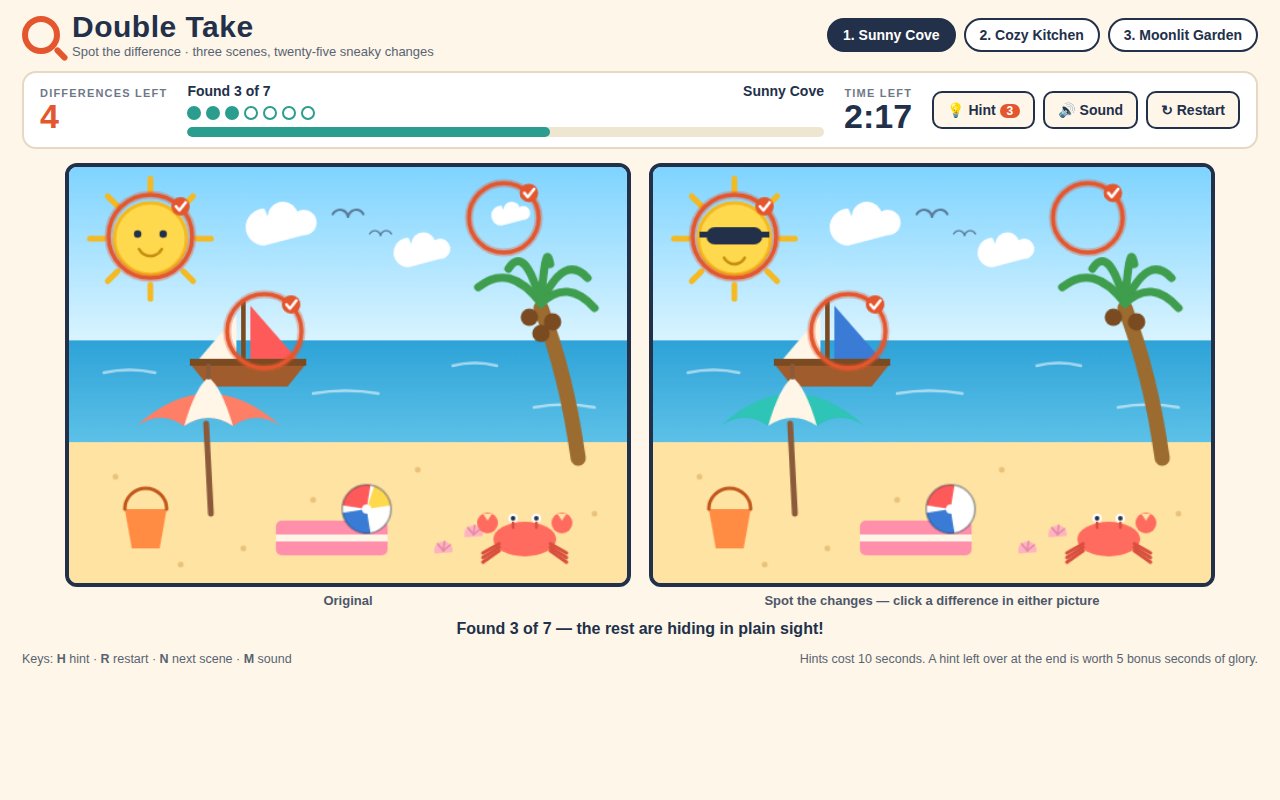 Double Take
Spot the difference · three scenes, twenty-five sneaky changes
1. Sunny Cove
2. Cozy Kitchen
3. Moonlit Garden
DIFFERENCES LEFT
4
Found 3 of 7
Sunny Cove
TIME LEFT
2:17
💡 Hint 3
🔊 Sound
↻ Restart
Original
Spot the changes — click a difference in either picture
Found 3 of 7 — the rest are hiding in plain sight!
Keys: H hint · R restart · N next scene · M sound
Hints cost 10 seconds. A hint left over at the end is worth 5 bonus seconds of glory.